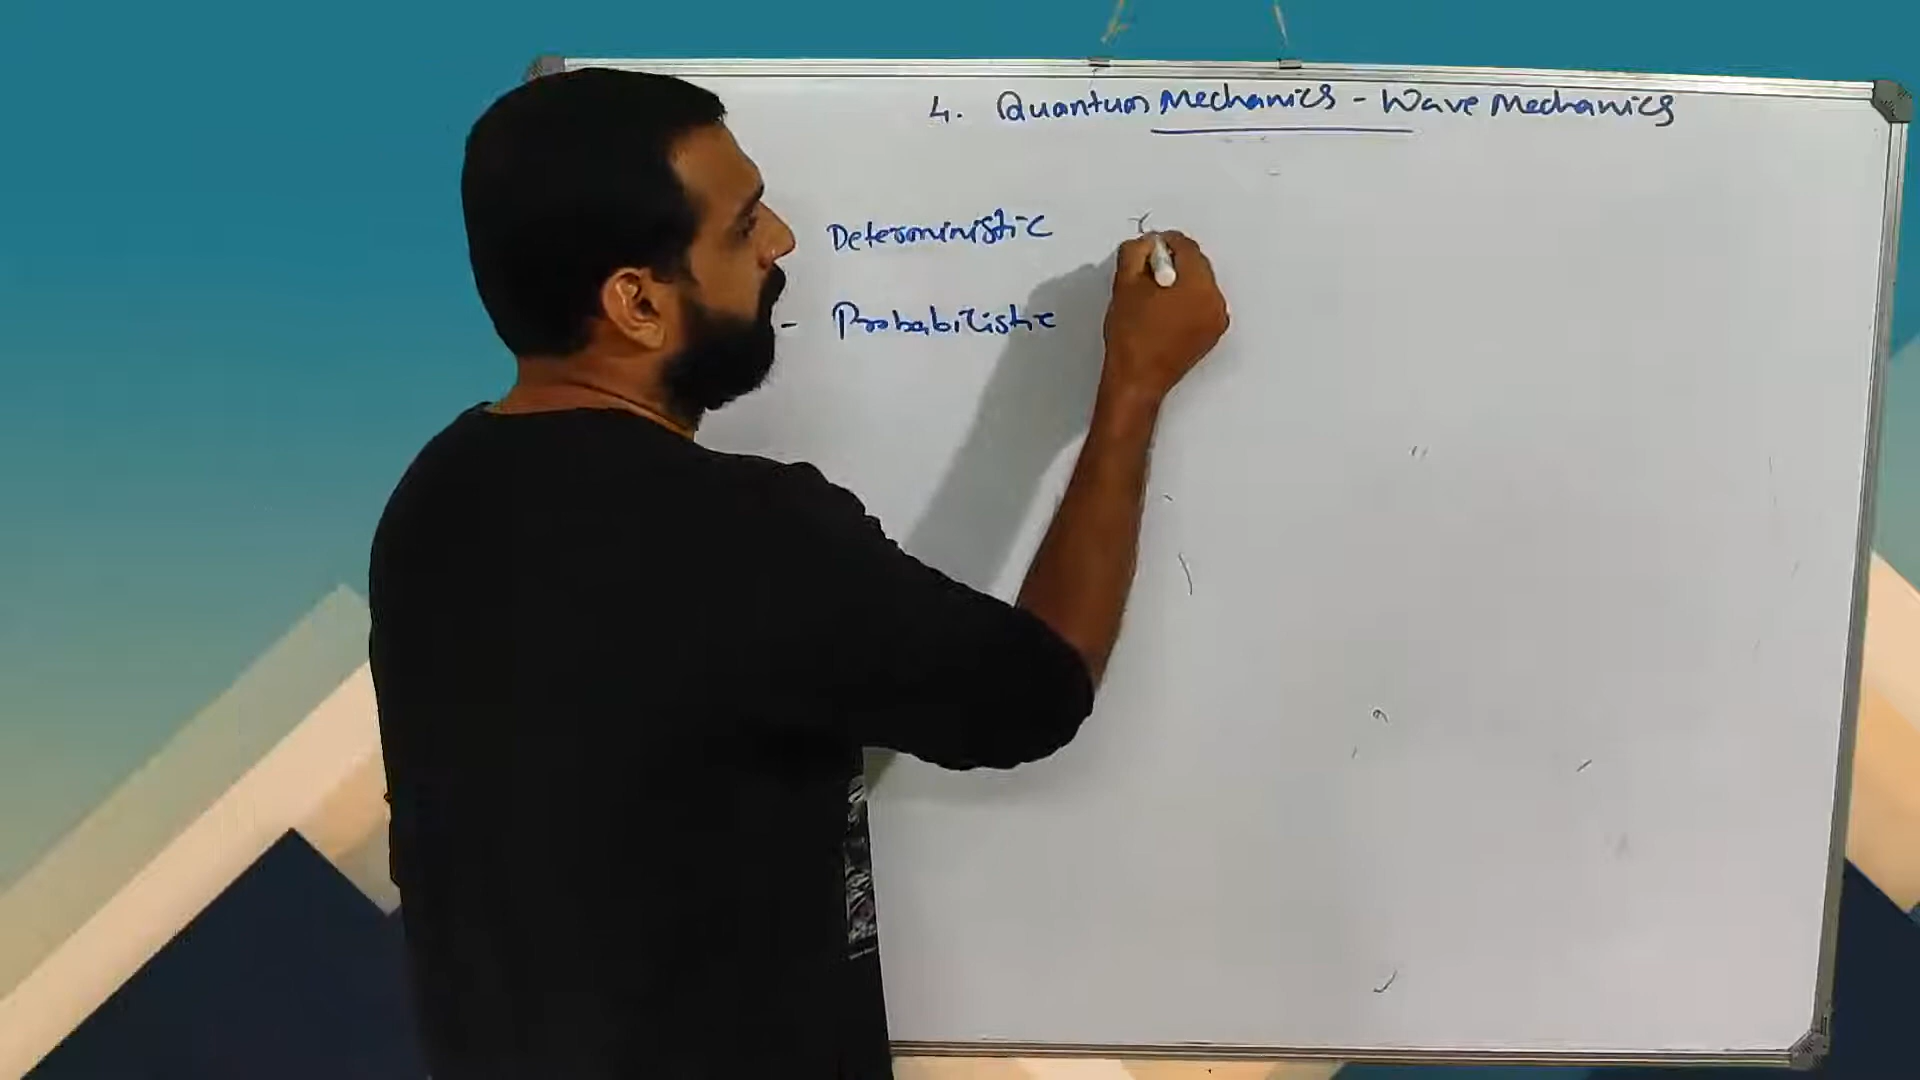 4. Quantum Mechanics - Wave Mechanics
Deterministic
- Probabilistic